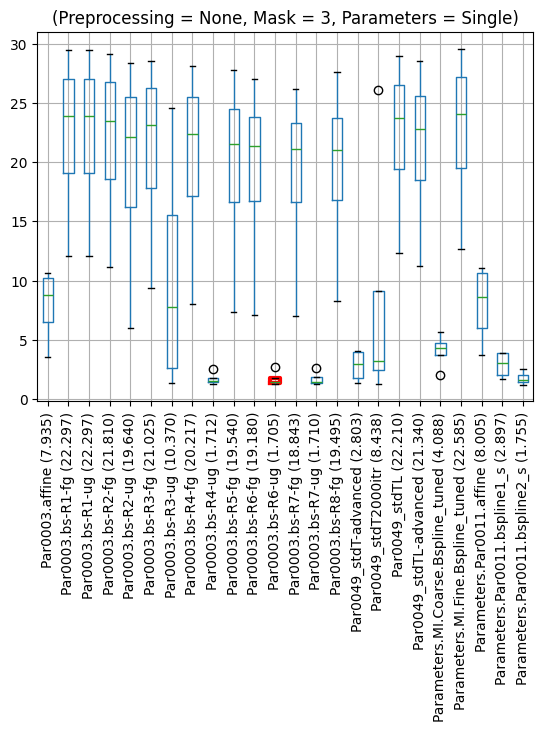 (Preprocessing = None, Mask = 3, Parameters = Single)
30
25
20
15
10
5
0
Par0003.affine (7.935)
Par0003.bs-R1-fg (22.297)
Par0003.bs-R1-ug (22.297)
Par0003.bs-R2-fg (21.810)
Par0003.bs-R2-ug (19.640)
Par0003.bs-R3-fg (21.025)
Par0003.bs-R3-ug (10.370)
Par0003.bs-R4-fg (20.217)
Par0003.bs-R4-ug (1.712)
Par0003.bs-R5-fg (19.540)
Par0003.bs-R6-fg (19.180)
Par0003.bs-R6-ug (1.705)
Par0003.bs-R7-fg (18.843)
Par0003.bs-R7-ug (1.710)
Par0003.bs-R8-fg (19.495)
Par0049_stdT-advanced (2.803)
Par0049_stdT2000itr (8.438)
Par0049_stdTL (22.210)
Par0049_stdTL-advanced (21.340)
Parameters.MI.Coarse.Bspline_tuned (4.088)
Parameters.MI.Fine.Bspline_tuned (22.585)
Parameters.Par0011.affine (8.005)
Parameters.Par0011.bspline1_s (2.897)
Parameters.Par0011.bspline2_s (1.755)